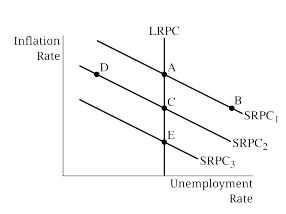 LRPC
Inflation
Rate
D
A
B
SRPC1
C
SRPC2
E
SRPC3
Unemployment
Rate